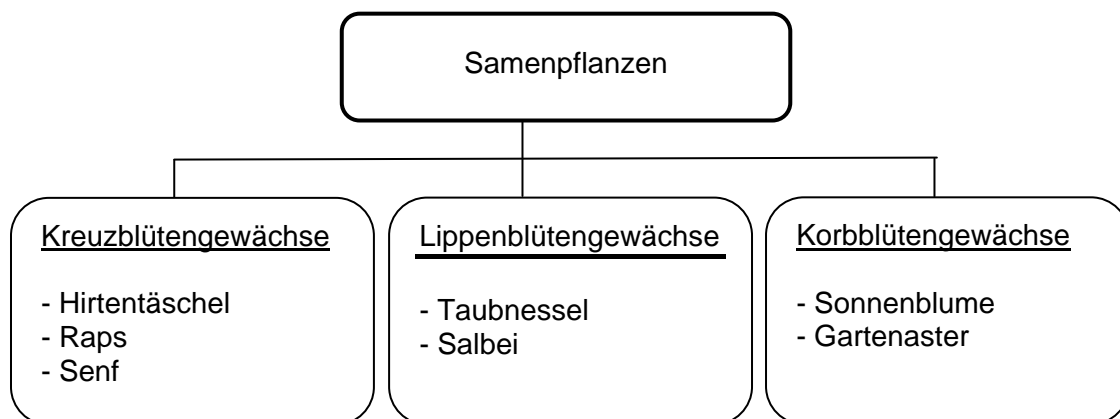 Samenpflanzen
Kreuzblütengewächse
- Hirtentäschel
- Raps
- Senf
Lippenblütengewächse
- Taubnessel
- Salbei
Korbblütengewächse
- Sonnenblume
- Gartenaster